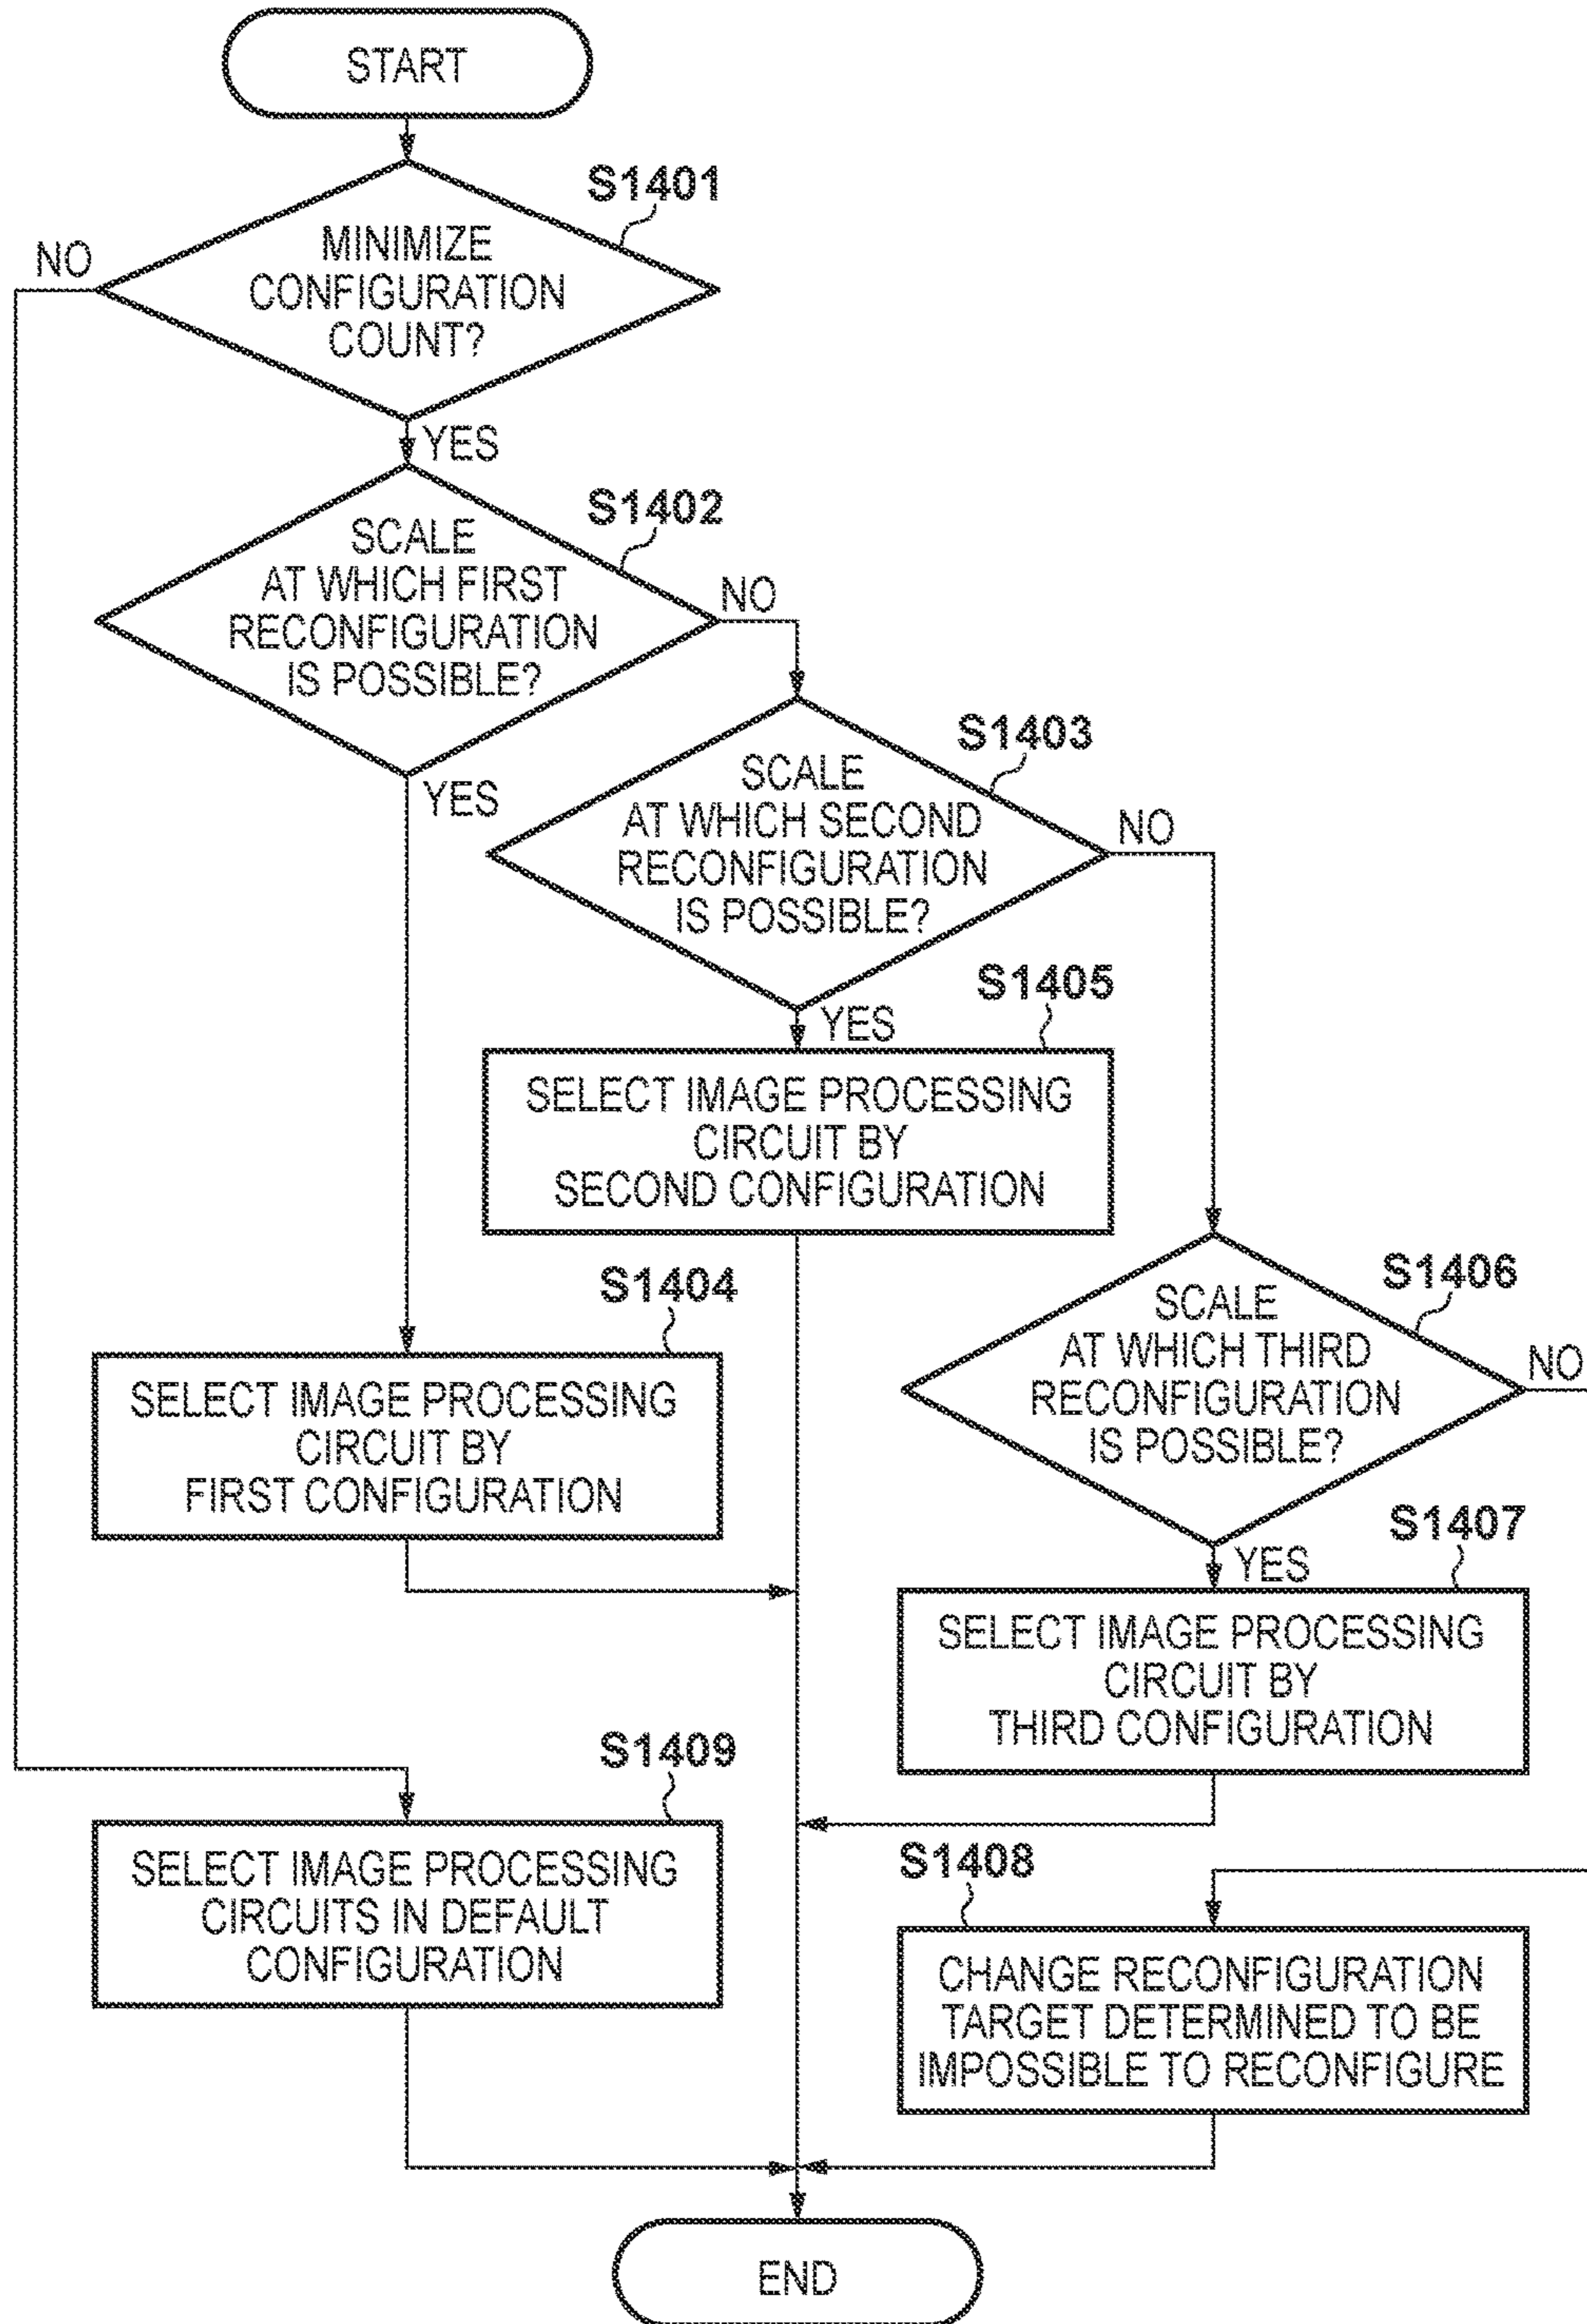 START
S1401
NO
MINIMIZE
CONFIGURATION
COUNT?
YES
S1402
SCALE
AT WHICH FIRST
RECONFIGURATION
IS POSSIBLE?
NO
YES
S1403
SCALE
AT WHICH SECOND
RECONFIGURATION
IS POSSIBLE?
NO
YES
S1405
SELECT IMAGE PROCESSING
CIRCUIT BY
SECOND CONFIGURATION
S1404
SELECT IMAGE PROCESSING
CIRCUIT BY
FIRST CONFIGURATION
S1406
SCALE
AT WHICH THIRD
RECONFIGURATION
IS POSSIBLE?
NO
YES
S1407
SELECT IMAGE PROCESSING
CIRCUIT BY
THIRD CONFIGURATION
S1409
SELECT IMAGE PROCESSING
CIRCUITS IN DEFAULT
CONFIGURATION
S1408
CHANGE RECONFIGURATION
TARGET DETERMINED TO BE
IMPOSSIBLE TO RECONFIGURE
END